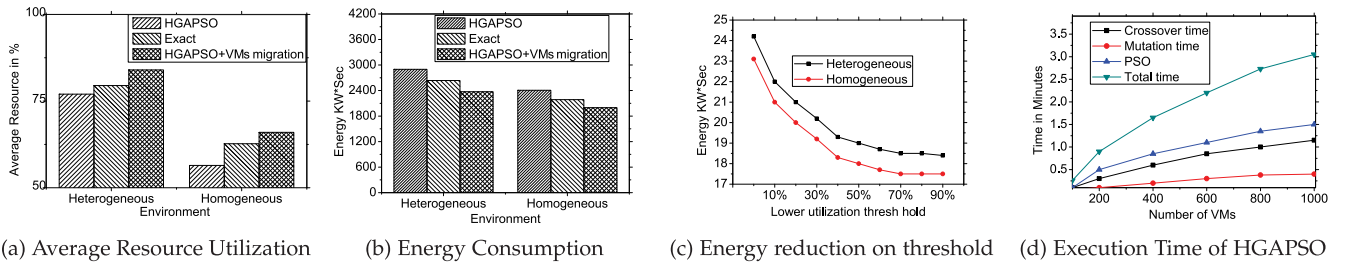 100
75
50
Average Resource in %
HGAPSO
Exact
HGAPSO+VMs migration
Heterogeneous
Homogeneous
Environment
(a) Average Resource Utilization
4200
3600
3000
2400
1800
1200
600
0
Energy KW*Sec
HGAPSO
Exact
HGAPSO+VMs migration
Heterogeneous
Homogeneous
Environment
(b) Energy Consumption
25
24
23
22
21
20
19
18
17
Energy KW*Sec
Heterogeneous
Homogeneous
10%
30%
50%
70%
90%
Lower utilization thresh hold
(c) Energy reduction on threshold
3.5
3.0
2.5
2.0
1.5
1.0
0.5
Time in Minutes
Crossover time
Mutation time
PSO
Total time
200
400
600
800
1000
Number of VMs
(d) Execution Time of HGAPSO